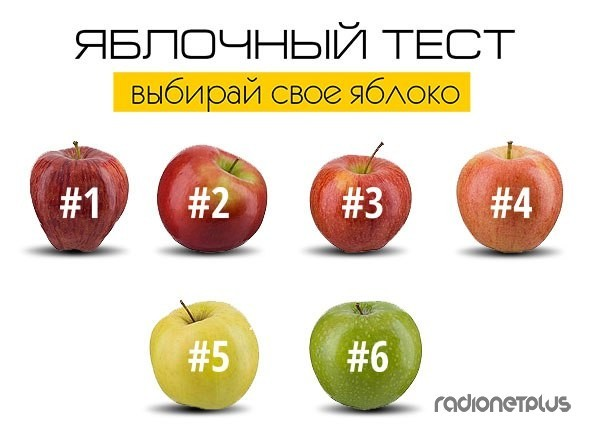 ЯБЛОЧНЫЙ ТЕСТ
выбирай свое яблоко
#1 #2 #3 #4
#5 #6
radionetplus